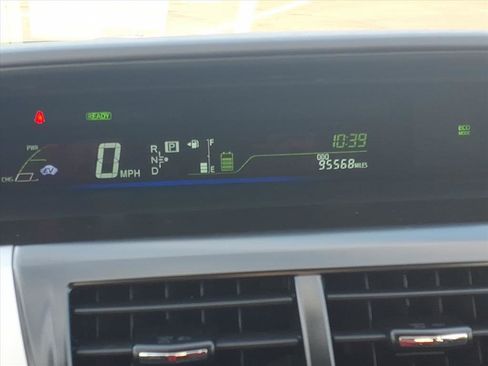 READY
PWR
CHG
0 MPH
R
N
D
P
F
E
10:39
ODO
95568 MILES
ECO
MODE